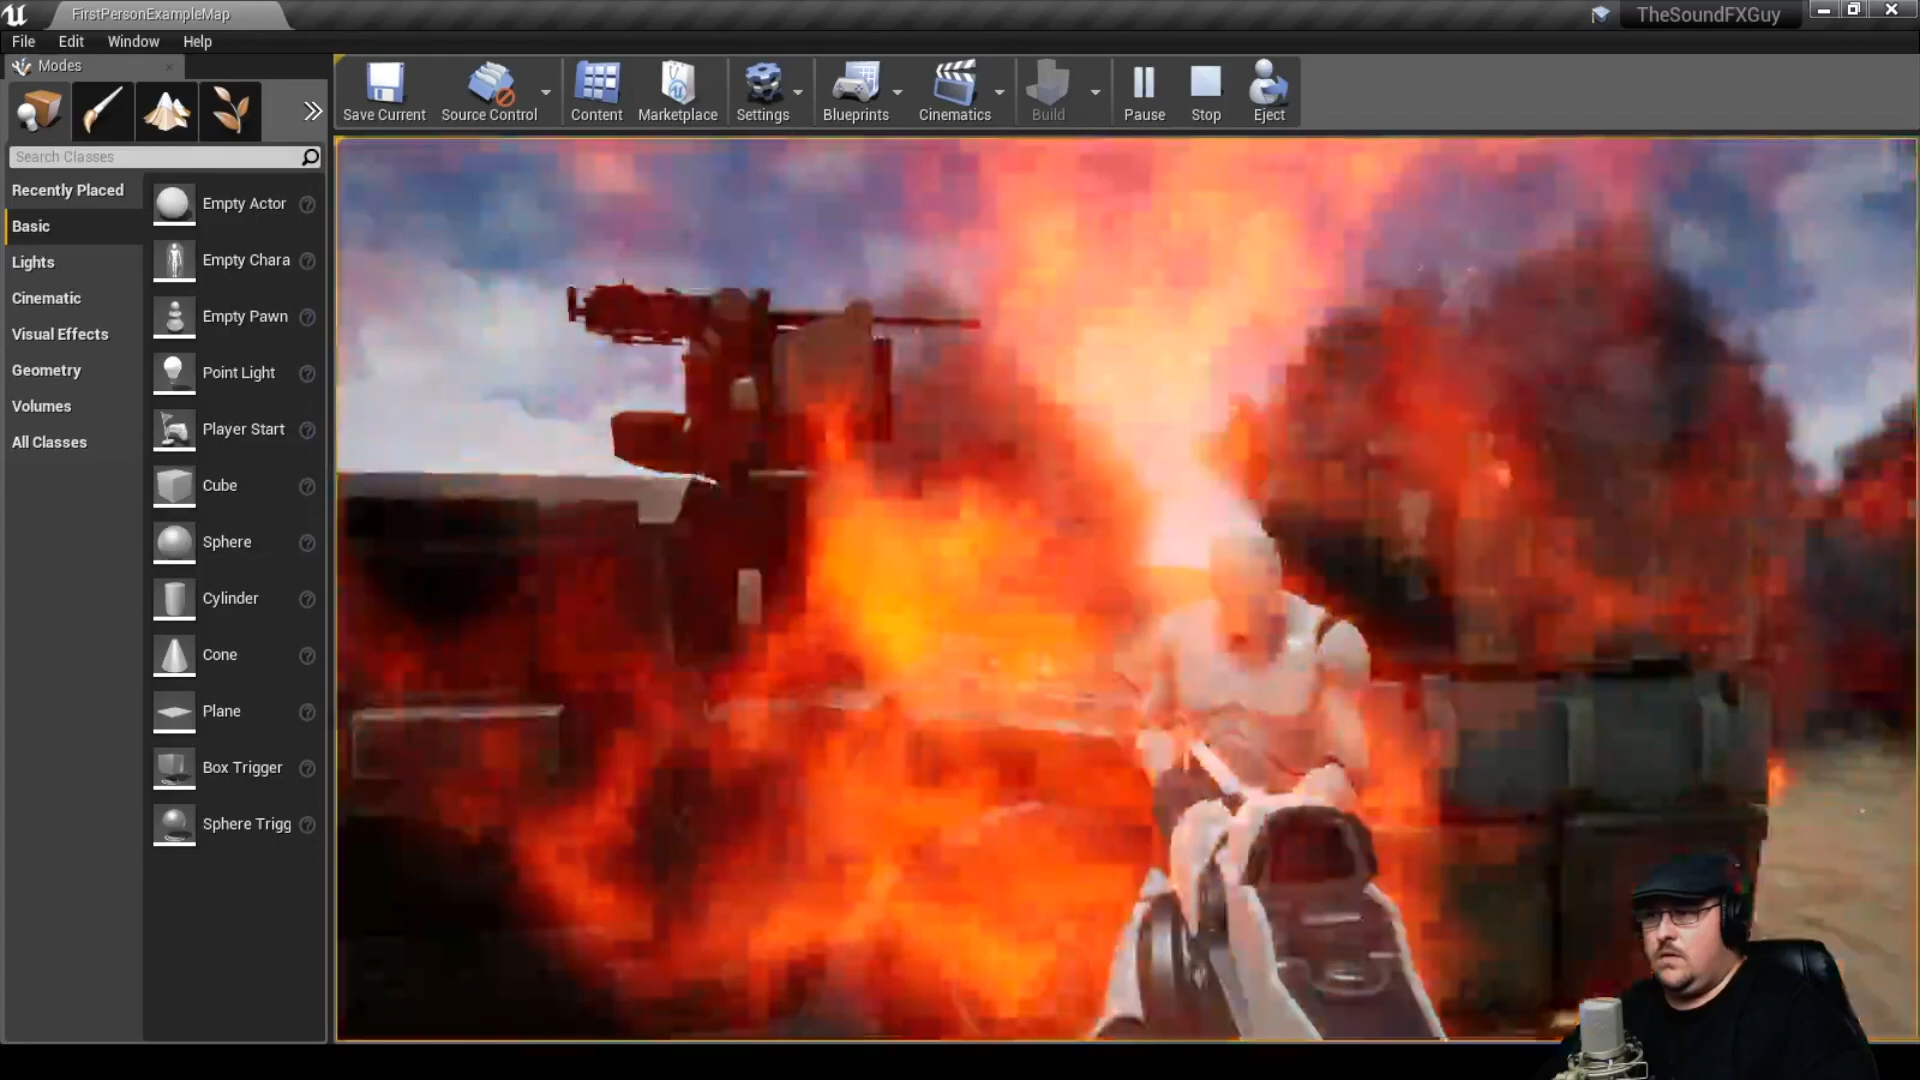 FirstPersonExampleMap
TheSoundFXGuy
File Edit Window Help
Modes
Save Current
Source Control
Content
Marketplace
Settings
Blueprints
Cinematics
Build
Pause
Stop
Eject
Search Classes
Recently Placed
Basic
Lights
Cinematic
Visual Effects
Geometry
Volumes
All Classes
Empty Actor
Empty Chara
Empty Pawn
Point Light
Player Start
Cube
Sphere
Cylinder
Cone
Plane
Box Trigger
Sphere Trigg